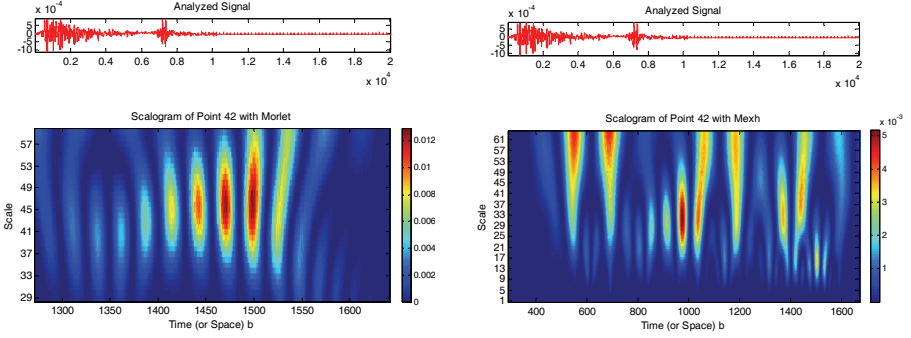 Analyzed Signal
x 10^-4
5
0
-5
-10
0.2 0.4 0.6 0.8 1 1.2 1.4 1.6 1.8 2
x 10^4
Scalogram of Point 42 with Morlet
Scale
57
53
49
45
41
37
33
29
1300 1350 1400 1450 1500 1550 1600
Time (or Space) b
0.012
0.01
0.008
0.006
0.004
0.002
0
Analyzed Signal
x 10^-4
5
0
-5
-10
0.2 0.4 0.6 0.8 1 1.2 1.4 1.6 1.8 2
x 10^4
Scalogram of Point 42 with Mexh
Scale
61
57
53
49
45
41
37
33
29
25
21
17
13
9
5
1
400 600 800 1000 1200 1400 1600
Time (or Space) b
x 10^-3
5
4
3
2
1